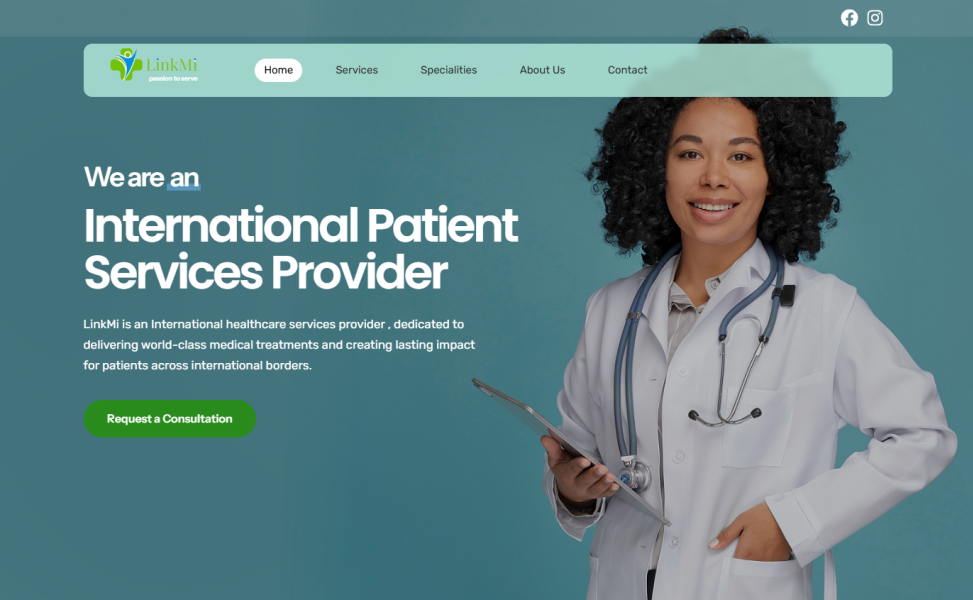 LinkMi
passion to serve
Home
Services
Specialities
About Us
Contact
We are an
International Patient
Services Provider
LinkMi is an International healthcare services provider , dedicated to
delivering world-class medical treatments and creating lasting impact
for patients across international borders.
Request a Consultation